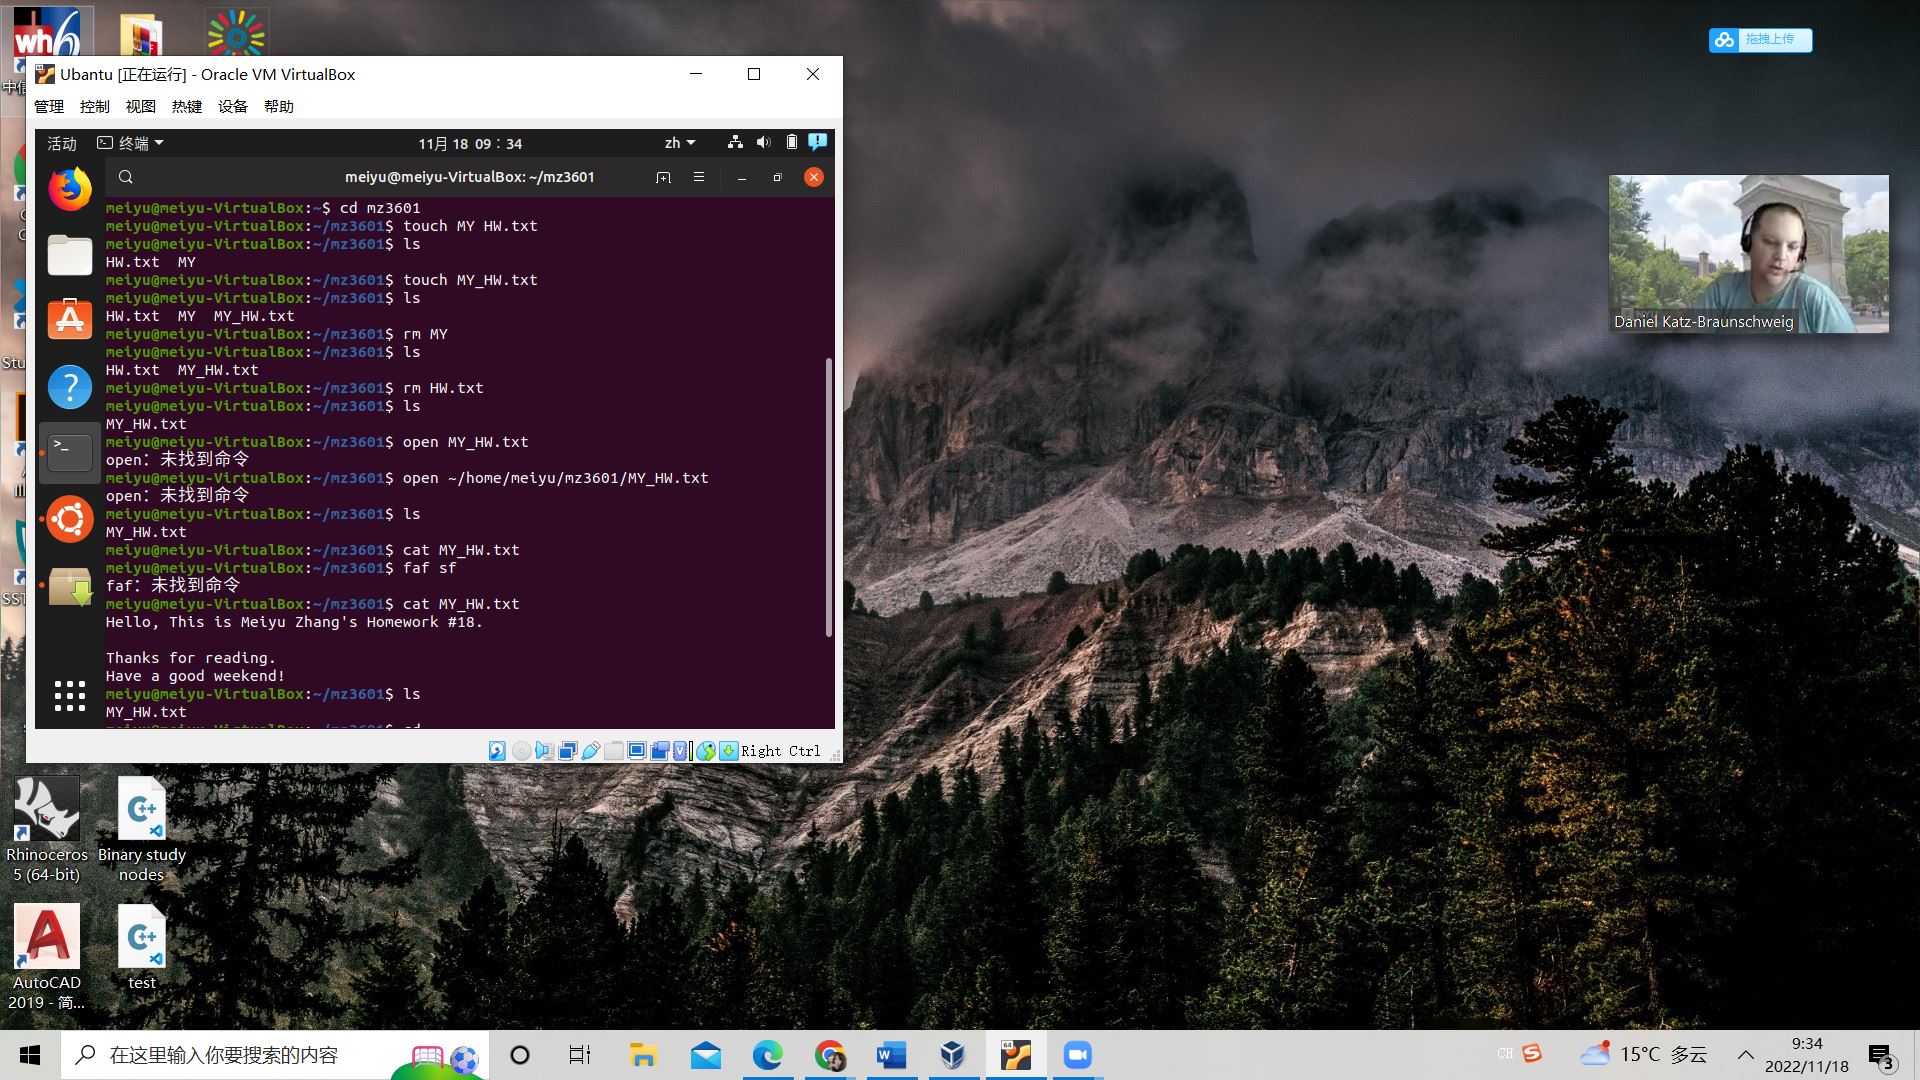 wh6
拖拽上传
Ubantu [正在运行] - Oracle VM VirtualBox
管理 控制 视图 热键 设备 帮助
活动 终端 11月 18 09：34 zh
meiyu@meiyu-VirtualBox: ~/mz3601
meiyu@meiyu-VirtualBox:~$ cd mz3601
meiyu@meiyu-VirtualBox:~/mz3601$ touch MY HW.txt
meiyu@meiyu-VirtualBox:~/mz3601$ ls
HW.txt  MY
meiyu@meiyu-VirtualBox:~/mz3601$ touch MY_HW.txt
meiyu@meiyu-VirtualBox:~/mz3601$ ls
HW.txt  MY  MY_HW.txt
meiyu@meiyu-VirtualBox:~/mz3601$ rm MY
meiyu@meiyu-VirtualBox:~/mz3601$ ls
HW.txt  MY_HW.txt
meiyu@meiyu-VirtualBox:~/mz3601$ rm HW.txt
meiyu@meiyu-VirtualBox:~/mz3601$ ls
MY_HW.txt
meiyu@meiyu-VirtualBox:~/mz3601$ open MY_HW.txt
open：未找到命令
meiyu@meiyu-VirtualBox:~/mz3601$ open ~/home/meiyu/mz3601/MY_HW.txt
open：未找到命令
meiyu@meiyu-VirtualBox:~/mz3601$ ls
MY_HW.txt
meiyu@meiyu-VirtualBox:~/mz3601$ cat MY_HW.txt
meiyu@meiyu-VirtualBox:~/mz3601$ faf sf
faf：未找到命令
meiyu@meiyu-VirtualBox:~/mz3601$ cat MY_HW.txt
Hello, This is Meiyu Zhang's Homework #18.
Thanks for reading.
Have a good weekend!
meiyu@meiyu-VirtualBox:~/mz3601$ ls
MY_HW.txt
Right Ctrl
Daniel Katz-Braunschweig
Rhinoceros
5 (64-bit)
Binary study
nodes
AutoCAD
2019 - 简...
test
在这里输入你要搜索的内容
CH
15°C 多云
9:34
2022/11/18
3